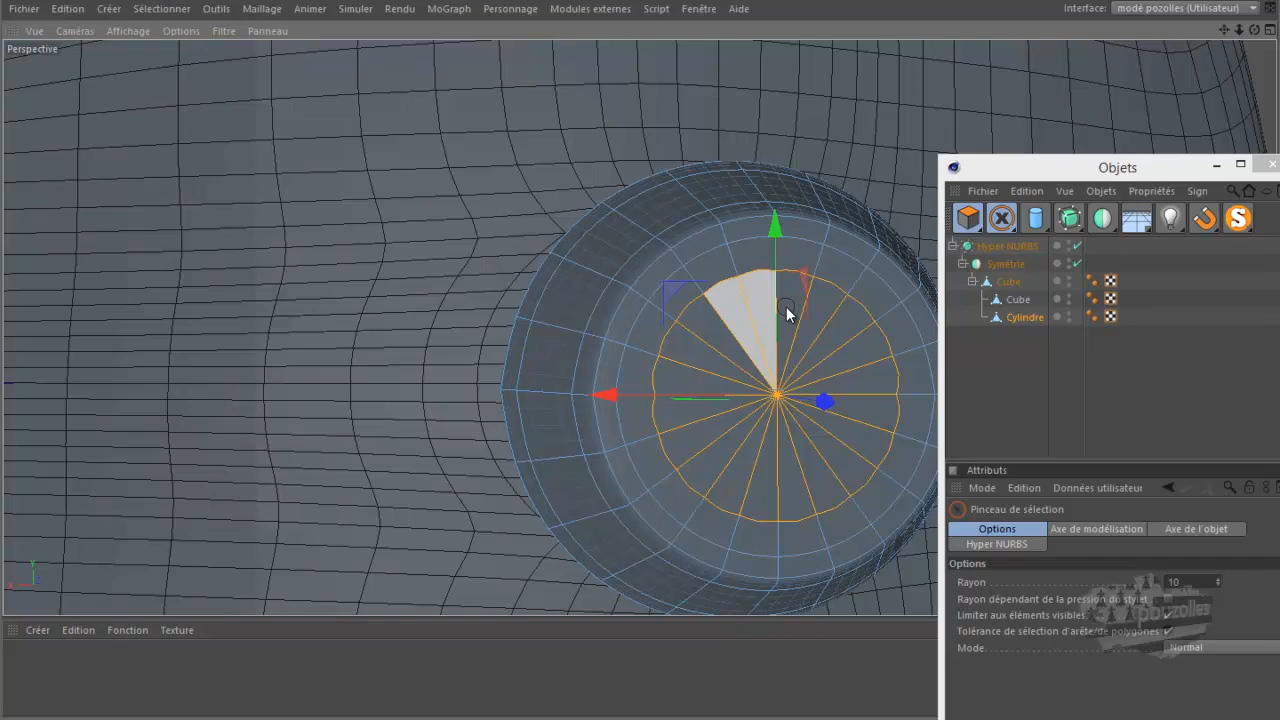 Fichier Edition Créer Sélectionner Outils Maillage Animer Simuler Rendu MoGraph Personnage Modules externes Script Fenêtre Aide Interface: modé pozolles (Utilisateur)
Vue Caméras Affichage Options Filtre Panneau
Perspective
Objets
Fichier Edition Vue Objets Propriétés Sign
Hyper NURBS
Symétrie
Cube
Cube
Cylindre
Y
X
Attributs
Mode Edition Données utilisateur
Pinceau de sélection
Options Axe de modélisation Axe de l'objet
Hyper NURBS
Options
Rayon 10
Rayon dépendant de la pression du stylet
Limiter aux éléments visibles
Tolérance de sélection d'arête/de polygones
Mode Normal
Créer Edition Fonction Texture